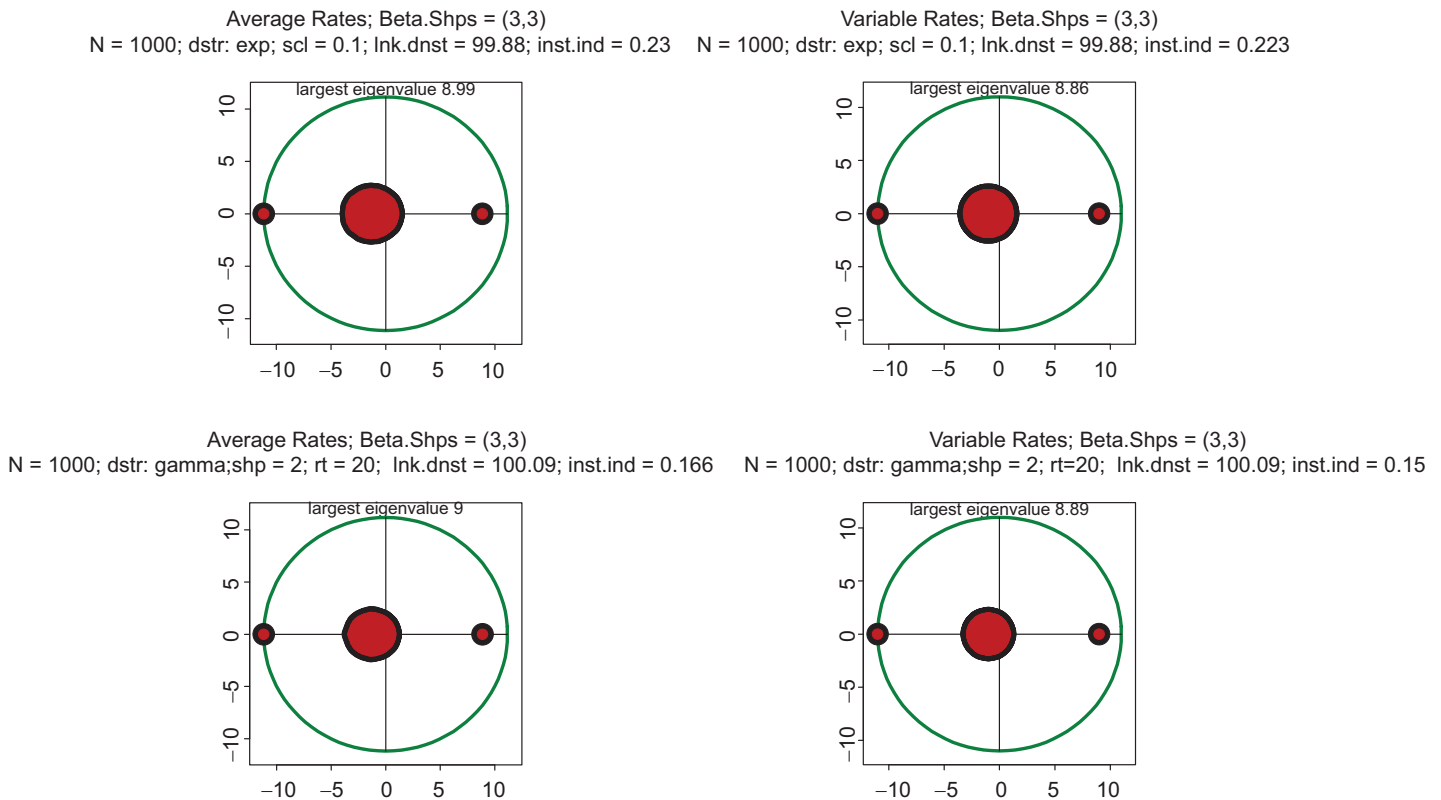 Average Rates; Beta.Shps = (3,3)
N = 1000; dstr: exp; scl = 0.1; lnk.dnst = 99.88; inst.ind = 0.23
largest eigenvalue 8.99
10
5
0
−5
−10
−10 −5 0 5 10
Variable Rates; Beta.Shps = (3,3)
N = 1000; dstr: exp; scl = 0.1; lnk.dnst = 99.88; inst.ind = 0.223
largest eigenvalue 8.86
10
5
0
−5
−10
−10 −5 0 5 10
Average Rates; Beta.Shps = (3,3)
N = 1000; dstr: gamma;shp = 2; rt = 20; lnk.dnst = 100.09; inst.ind = 0.166
largest eigenvalue 9
10
5
0
−5
−10
−10 −5 0 5 10
Variable Rates; Beta.Shps = (3,3)
N = 1000; dstr: gamma;shp = 2; rt=20; lnk.dnst = 100.09; inst.ind = 0.15
largest eigenvalue 8.89
10
5
0
−5
−10
−10 −5 0 5 10